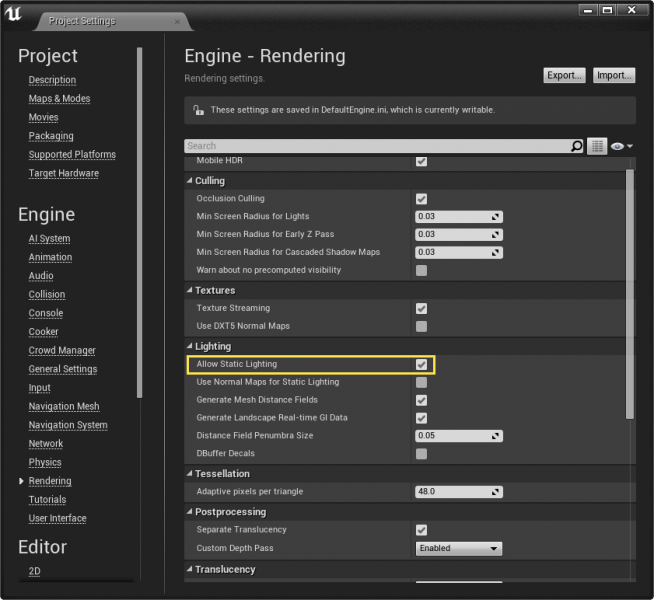 Project Settings
Project
Description
Maps & Modes
Movies
Packaging
Supported Platforms
Target Hardware
Engine
AI System
Animation
Audio
Collision
Console
Cooker
Crowd Manager
General Settings
Input
Navigation Mesh
Navigation System
Network
Physics
Rendering
Tutorials
User Interface
Editor
2D
Engine - Rendering
Rendering settings.
Export...
Import...
These settings are saved in DefaultEngine.ini, which is currently writable.
Search
Mobile HDR
Culling
Occlusion Culling
Min Screen Radius for Lights 0.03
Min Screen Radius for Early Z Pass 0.03
Min Screen Radius for Cascaded Shadow Maps 0.03
Warn about no precomputed visibility
Textures
Texture Streaming
Use DXT5 Normal Maps
Lighting
Allow Static Lighting
Use Normal Maps for Static Lighting
Generate Mesh Distance Fields
Generate Landscape Real-time GI Data
Distance Field Penumbra Size 0.05
DBuffer Decals
Tessellation
Adaptive pixels per triangle 48.0
Postprocessing
Separate Translucency
Custom Depth Pass Enabled
Translucency